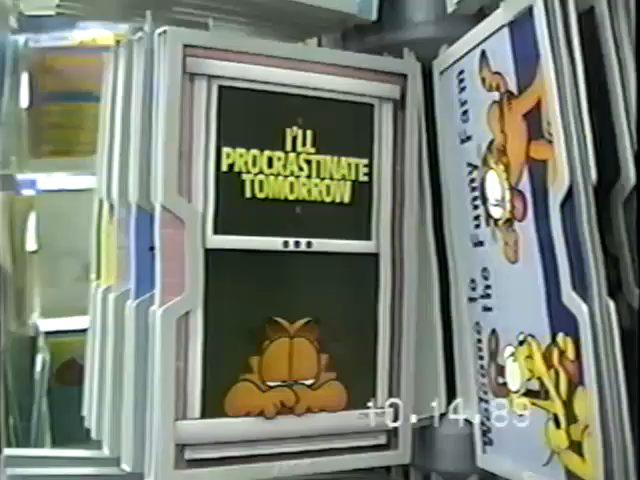 I'LL
PROCRASTINATE
TOMORROW
Welcome to
the Funny Farm
10.14.89